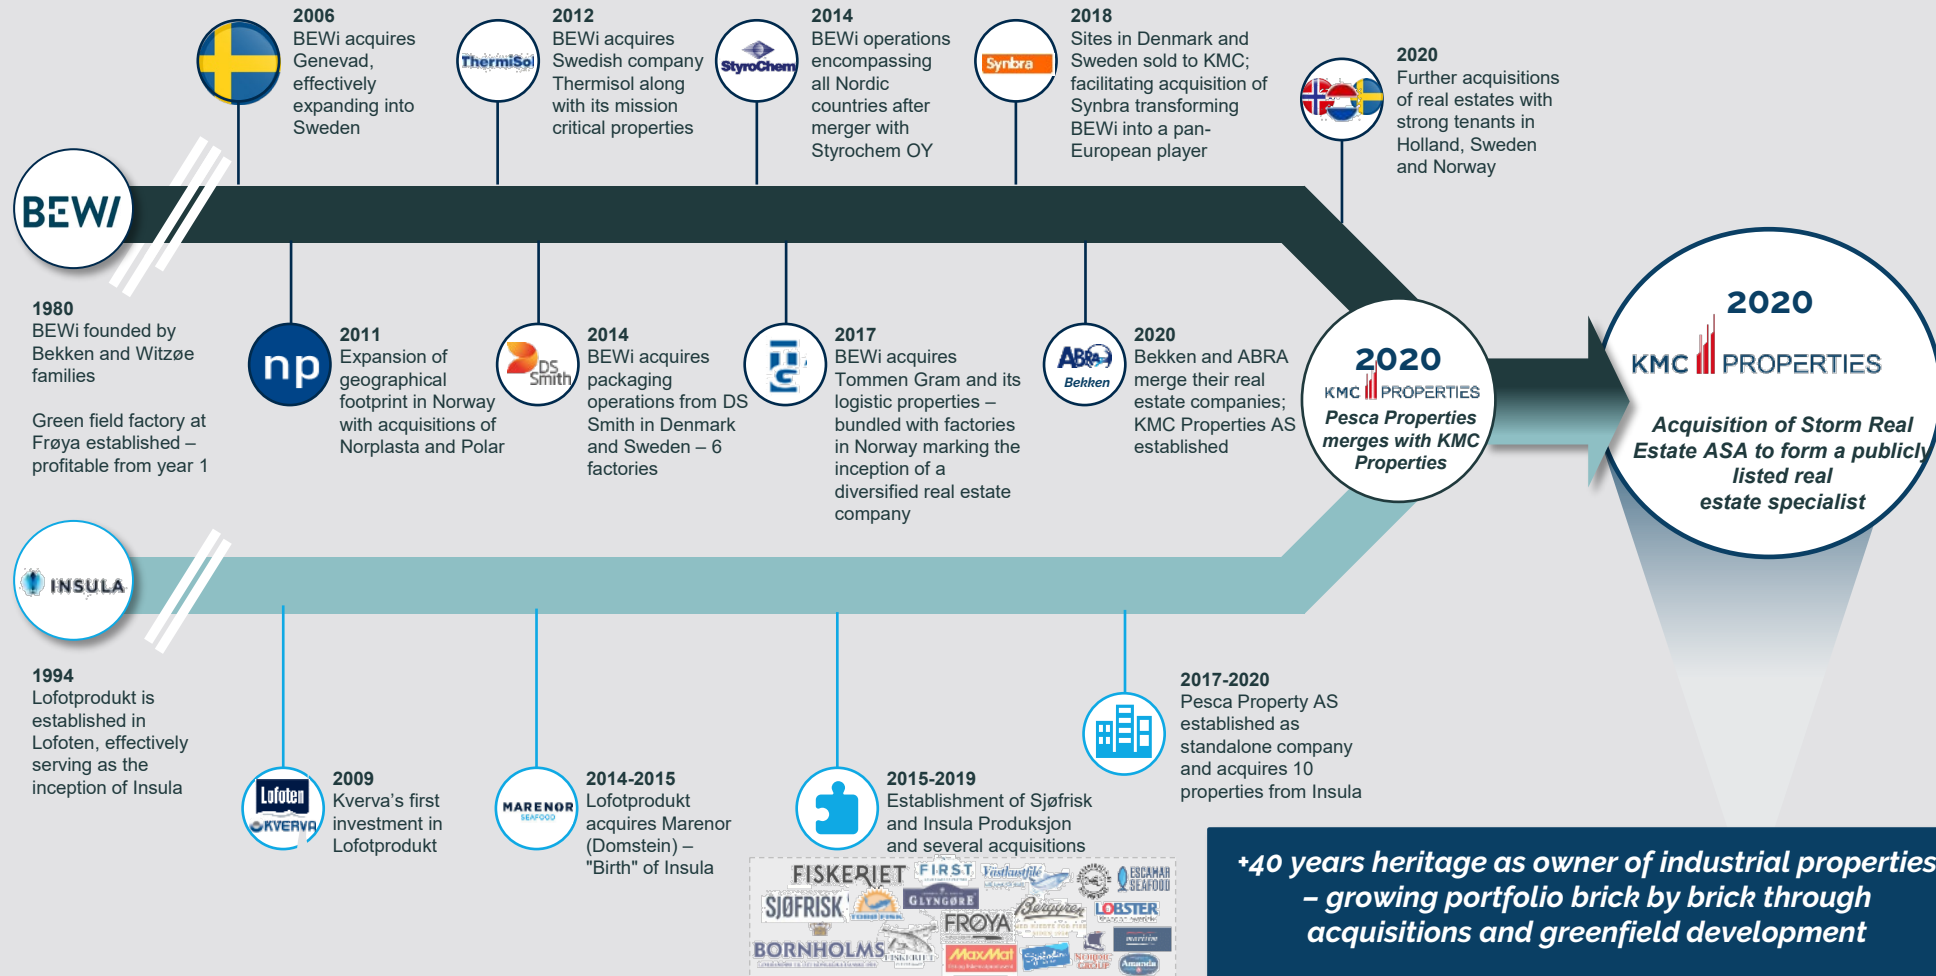 2006
BEWi acquires
Genevad,
effectively
expanding into
Sweden
ThermiSol
2012
BEWi acquires
Swedish company
Thermisol along
with its mission
critical properties
StyroChem
2014
BEWi operations
encompassing
all Nordic
countries after
merger with
Styrochem OY
Synbra
2018
Sites in Denmark and
Sweden sold to KMC;
facilitating acquisition of
Synbra transforming
BEWi into a pan-
European player
2020
Further acquisitions
of real estates with
strong tenants in
Holland, Sweden
and Norway
BEWI
1980
BEWi founded by
Bekken and Witzøe
families
Green field factory at
Frøya established –
profitable from year 1
np
2011
Expansion of
geographical
footprint in Norway
with acquisitions of
Norplasta and Polar
DS
Smith
2014
BEWi acquires
packaging
operations from DS
Smith in Denmark
and Sweden – 6
factories
2017
BEWi acquires
Tommen Gram and its
logistic properties –
bundled with factories
in Norway marking the
inception of a
diversified real estate
company
ABRA
Bekken
2020
Bekken and ABRA
merge their real
estate companies;
KMC Properties AS
established
2020
KMC PROPERTIES
Pesca Properties
merges with KMC
Properties
2020
KMC PROPERTIES
Acquisition of Storm Real
Estate ASA to form a publicly
listed real
estate specialist
INSULA
1994
Lofotprodukt is
established in
Lofoten, effectively
serving as the
inception of Insula
Lofoten
KVERVA
2009
Kverva's first
investment in
Lofotprodukt
MARENOR
SEAFOOD
2014-2015
Lofotprodukt
acquires Marenor
(Domstein) –
"Birth" of Insula
2015-2019
Establishment of Sjøfrisk
and Insula Produksjon
and several acquisitions
2017-2020
Pesca Property AS
established as
standalone company
and acquires 10
properties from Insula
FISKERIET
FIRST
Västkustfilé
ESCAMAR
SEAFOOD
SJØFRISK
GLYNGØRE
FRØYA
Berggren
LOBSTER
BORNHOLMS
FISKERIET
MaxMat
maritim
Amanda
+40 years heritage as owner of industrial properties
– growing portfolio brick by brick through
acquisitions and greenfield development